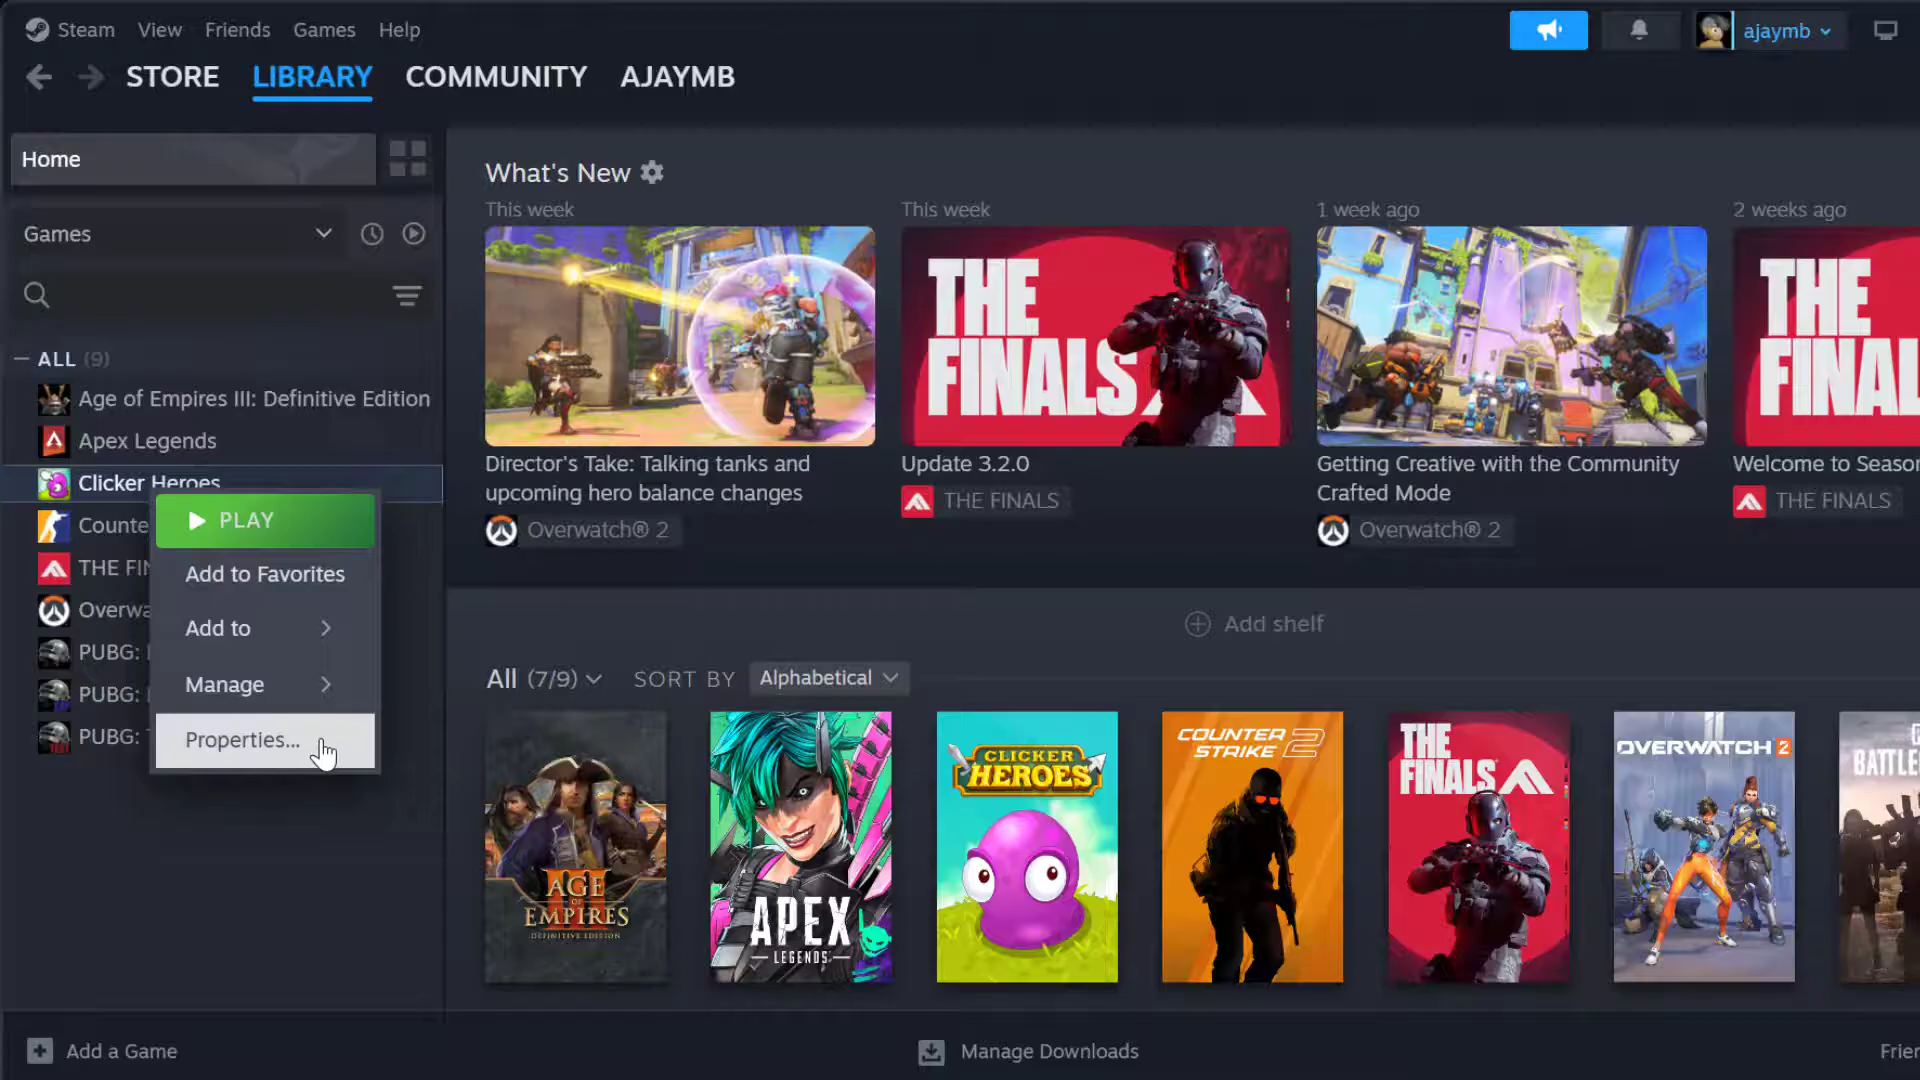 Steam View Friends Games Help
ajaymb
STORE LIBRARY COMMUNITY AJAYMB
Home
Games
ALL (9)
Age of Empires III: Definitive Edition
Apex Legends
Clicker Heroes
Counte
THE FIN
Overwa
PUBG:
PUBG:
PUBG:
PLAY
Add to Favorites
Add to
Manage
Properties...
What's New
This week
THE
FINALS
Director's Take: Talking tanks and
upcoming hero balance changes
Overwatch® 2
This week
Update 3.2.0
THE FINALS
1 week ago
Getting Creative with the Community
Crafted Mode
Overwatch® 2
2 weeks ago
THE
FINAL
Welcome to Season
THE FINALS
Add shelf
All (7/9) SORT BY Alphabetical
AGE
OF
EMPIRES
III
DEFINITIVE EDITION
APEX
LEGENDS
CLICKER
HEROES
COUNTER
STRIKE 2
THE
FINALS
OVERWATCH 2
BATTLE
Add a Game
Manage Downloads
Frien